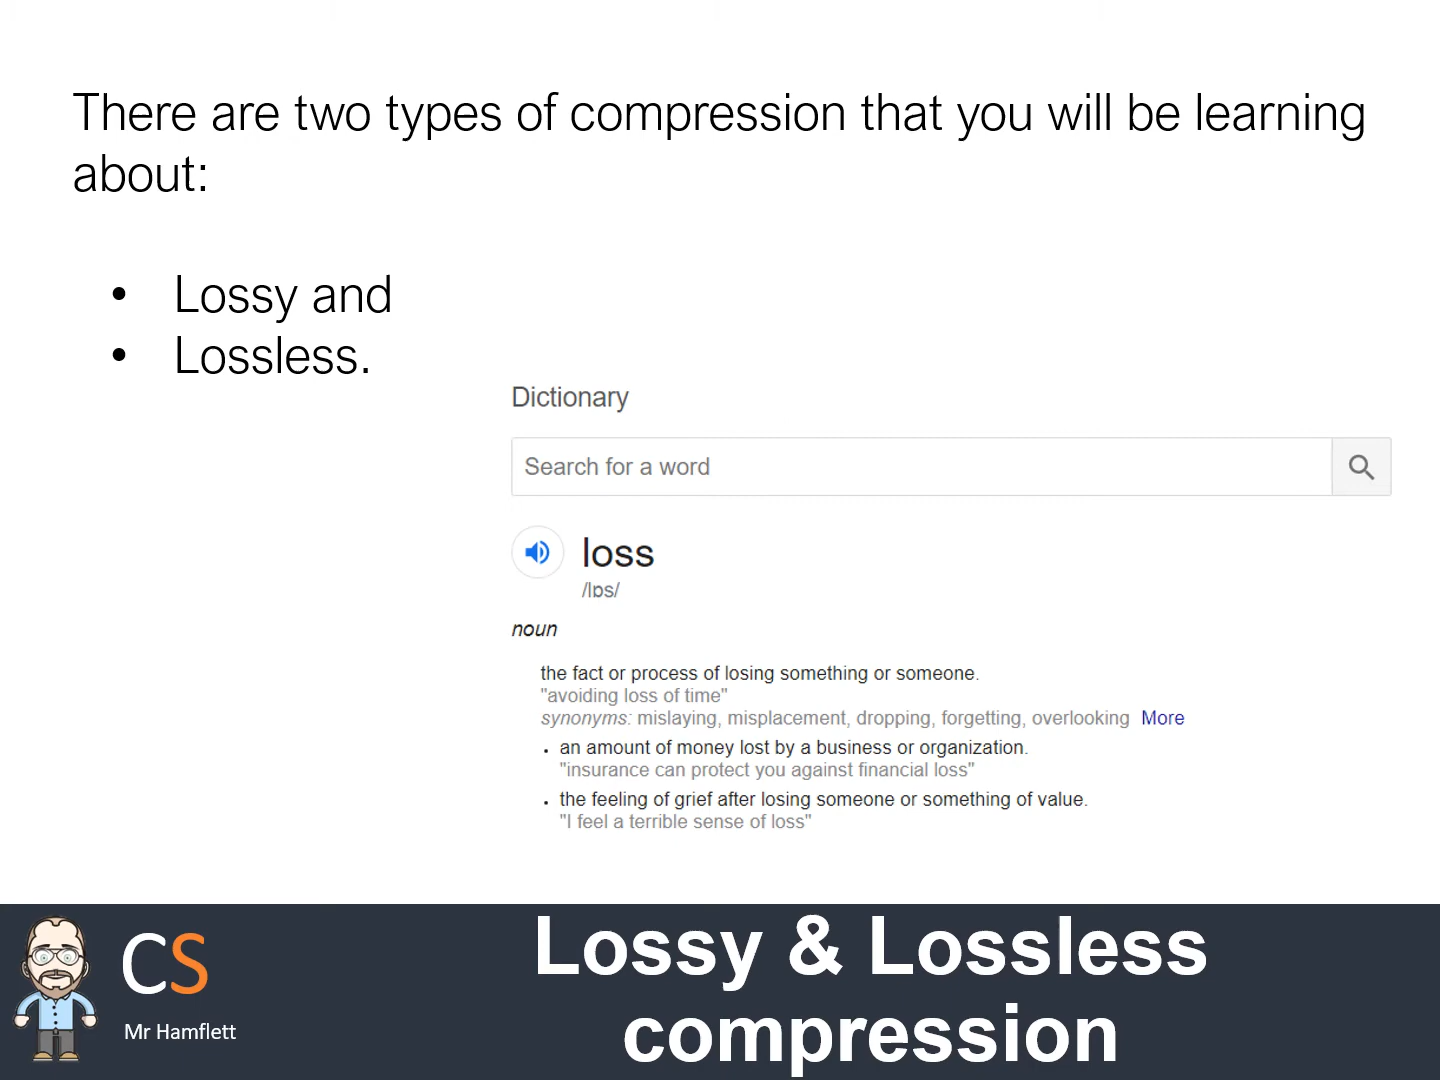 There are two types of compression that you will be learning
about:
• Lossy and
• Lossless.
Dictionary
Search for a word
loss
/lɒs/
noun
the fact or process of losing something or someone.
"avoiding loss of time"
synonyms: mislaying, misplacement, dropping, forgetting, overlooking More
• an amount of money lost by a business or organization.
"insurance can protect you against financial loss"
• the feeling of grief after losing someone or something of value.
"I feel a terrible sense of loss"
CS
Mr Hamflett
Lossy & Lossless
compression